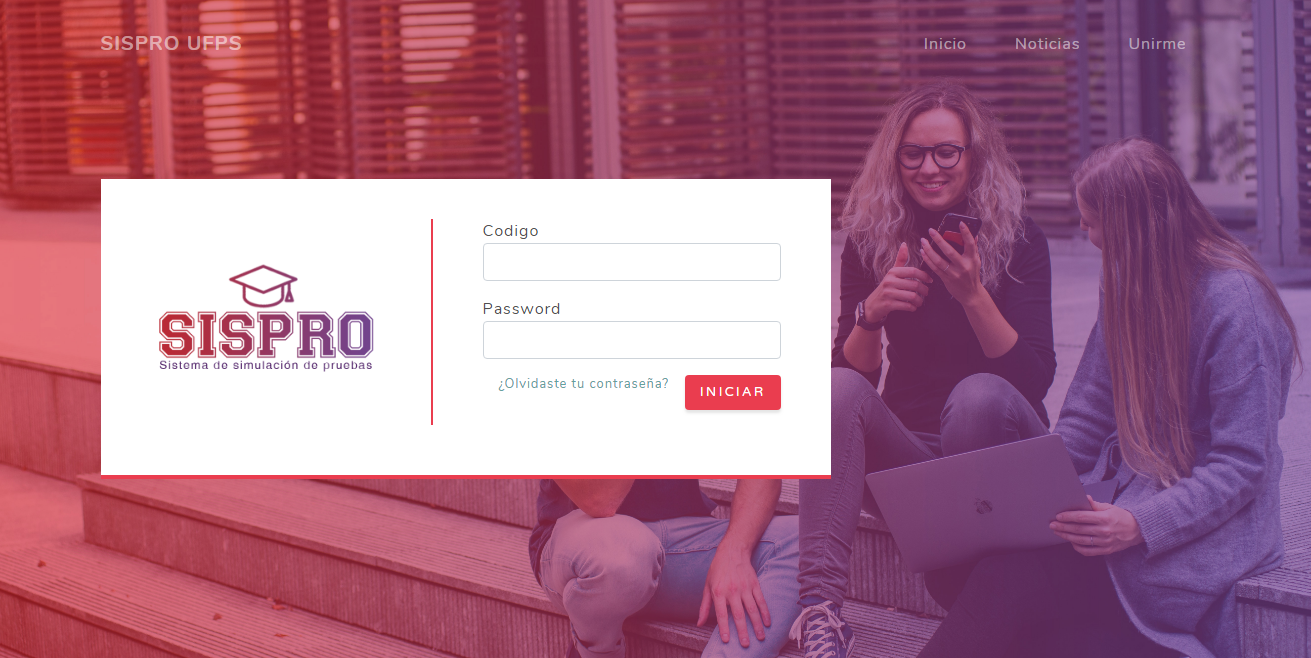 SISPRO UFPS
Inicio
Noticias
Unirme
SISPRO
Sistema de simulación de pruebas
Codigo
Password
¿Olvidaste tu contraseña?
INICIAR